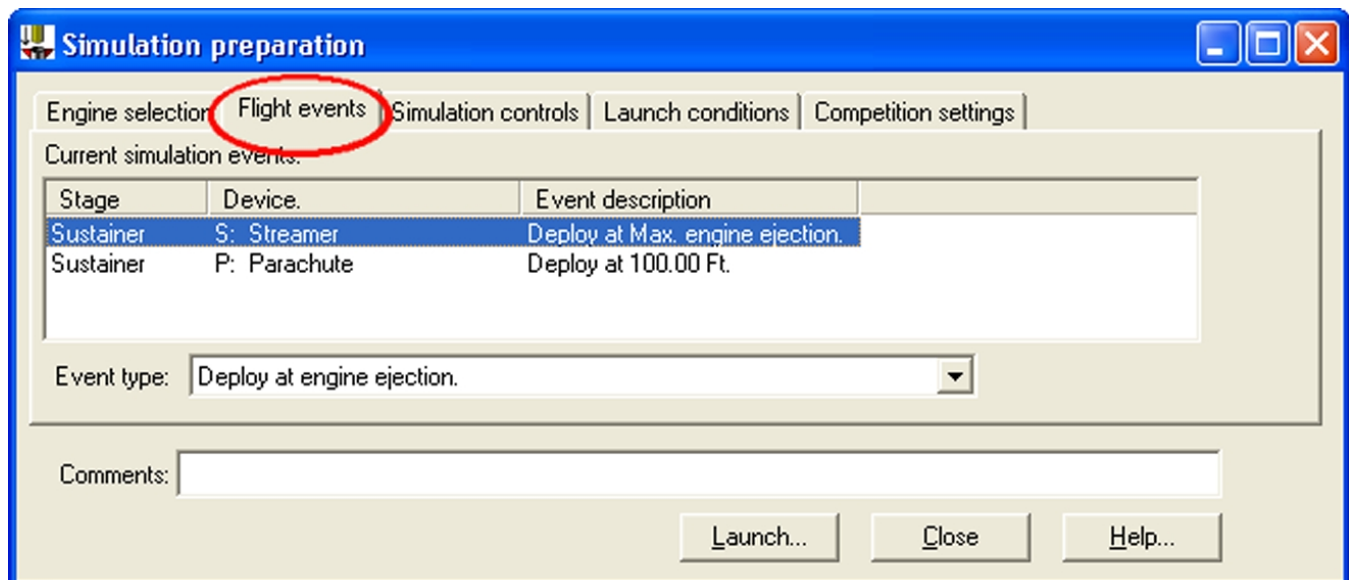 Simulation preparation
Engine selection Flight events Simulation controls Launch conditions Competition settings
Current simulation events:
Stage Device. Event description
Sustainer S: Streamer Deploy at Max. engine ejection.
Sustainer P: Parachute Deploy at 100.00 Ft.
Event type: Deploy at engine ejection.
Comments:
Launch... Close Help...